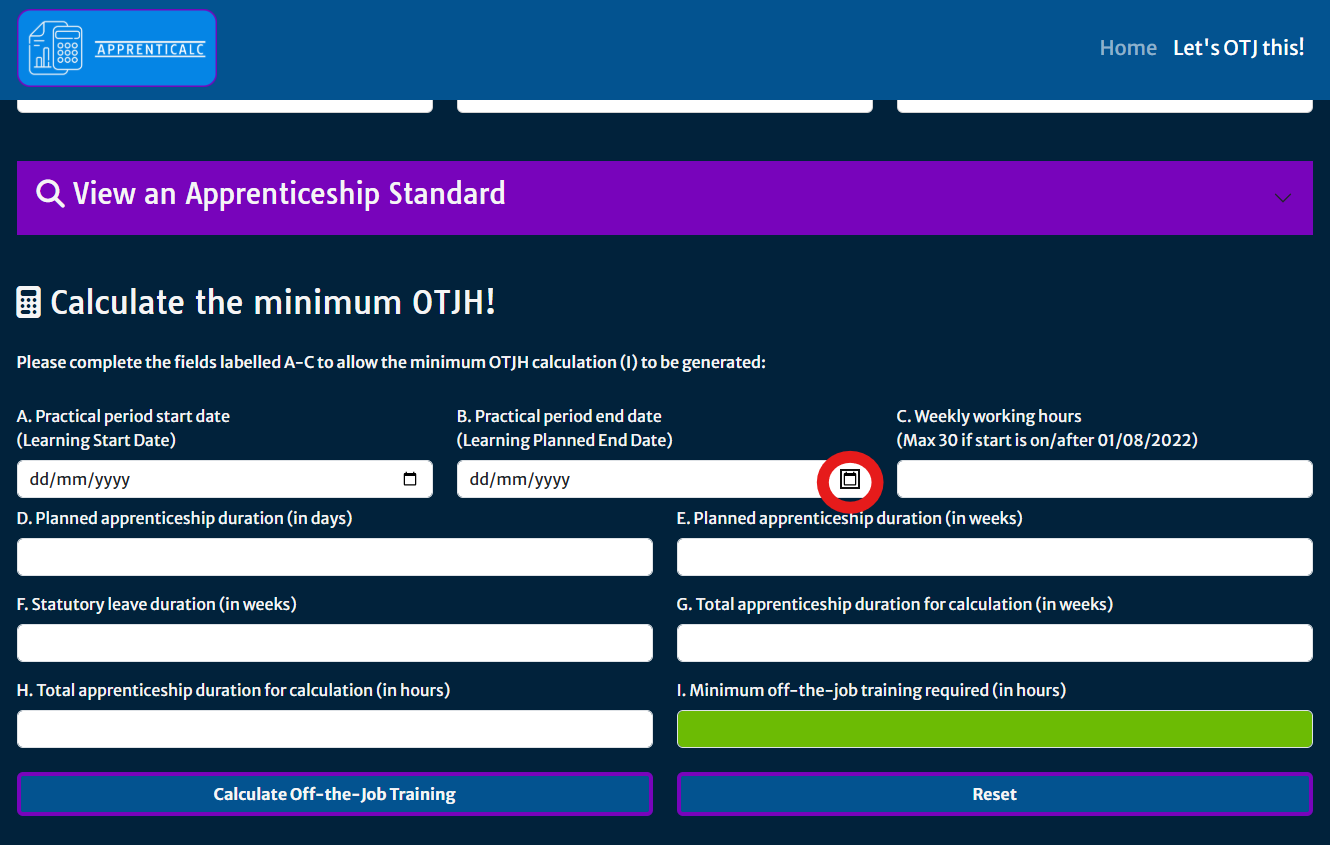 APPRENTICALC
Home Let's OTJ this!
View an Apprenticeship Standard
Calculate the minimum OTJH!
Please complete the fields labelled A-C to allow the minimum OTJH calculation (I) to be generated:
A. Practical period start date
(Learning Start Date)
dd/mm/yyyy
B. Practical period end date
(Learning Planned End Date)
dd/mm/yyyy
C. Weekly working hours
(Max 30 if start is on/after 01/08/2022)
D. Planned apprenticeship duration (in days)
E. Planned apprenticeship duration (in weeks)
F. Statutory leave duration (in weeks)
G. Total apprenticeship duration for calculation (in weeks)
H. Total apprenticeship duration for calculation (in hours)
I. Minimum off-the-job training required (in hours)
Calculate Off-the-Job Training
Reset